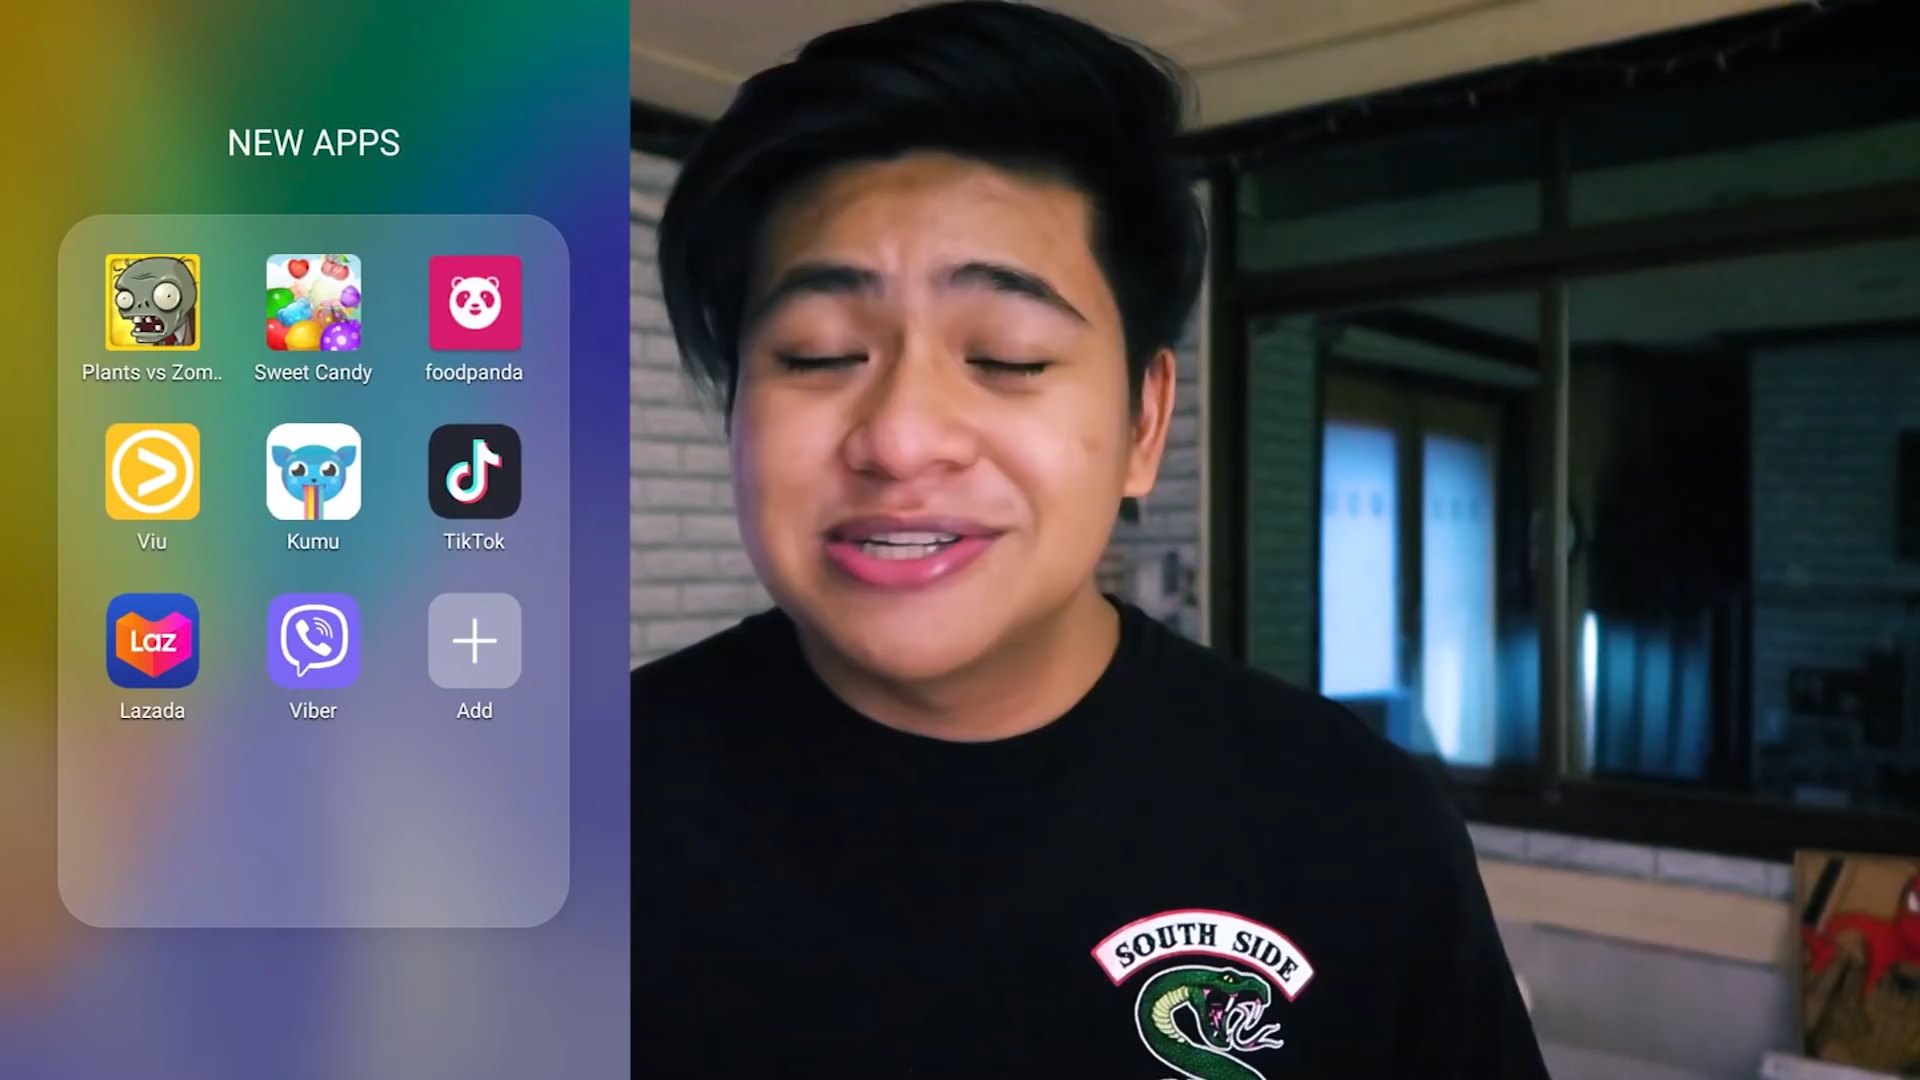 NEW APPS
Plants vs Zom..
Sweet Candy
foodpanda
Viu
Kumu
TikTok
Laz
Lazada
Viber
Add
SOUTH SIDE